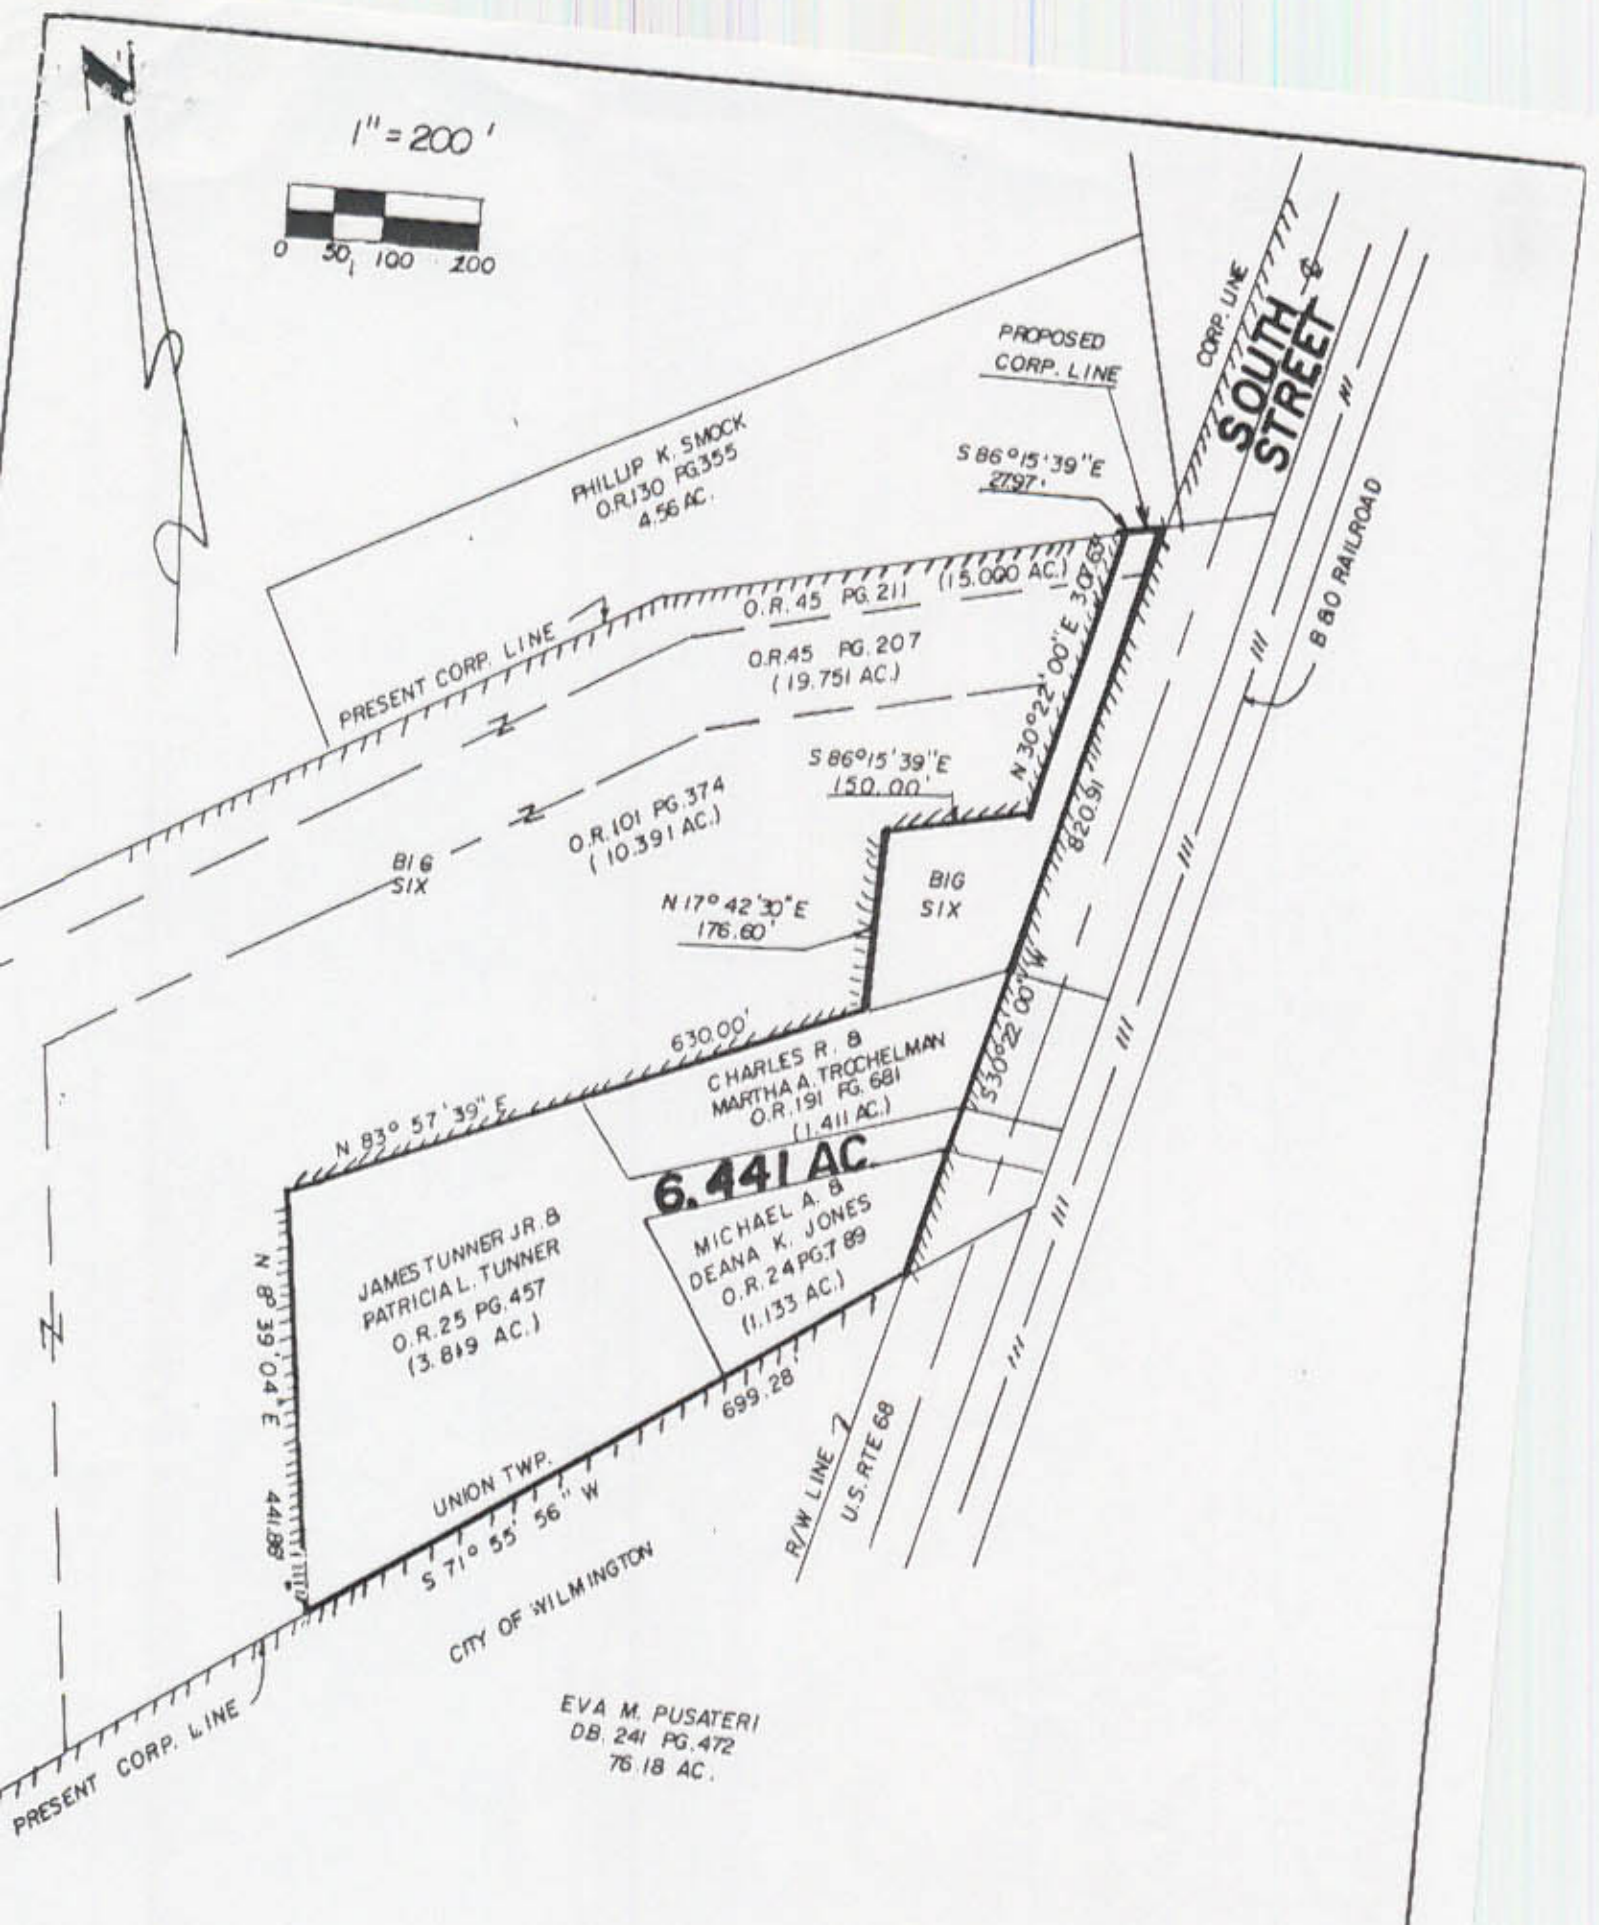 1" = 200 '
0 50 100 200
PROPOSED
CORP. LINE
CORP. LINE
SOUTH
STREET
PHILLIP K. SMOCK
O.R.130 PG.355
4.56 AC.
S 86°15'39"E
27.97'
B & O RAILROAD
PRESENT CORP. LINE
O.R. 45 PG. 211 (15.000 AC.)
O.R.45 PG. 207
(19.751 AC.)
N 30°22'00"E 307.63'
S 86°15'39"E
150.00'
O.R.101 PG.374
(10.391 AC.)
BIG
SIX
820.91
BIG
SIX
N 17°42'30"E
176.60'
S 30°22'00" W
630.00'
N 83° 57'39" E
CHARLES R. &
MARTHA A. TROCHELMAN
O.R. 191 PG. 681
(1.411 AC.)
6.441 AC.
MICHAEL A. &
DEANA K. JONES
O.R. 24 PG.789
(1.133 AC.)
JAMES TUNNER JR. &
PATRICIA L. TUNNER
O.R. 25 PG. 457
(3.819 AC.)
N 8° 39'04" E
441.88'
699.28
UNION TWP.
S 71° 55' 56" W
CITY OF WILMINGTON
R/W LINE
U.S. RTE 68
PRESENT CORP. LINE
EVA M. PUSATERI
D.B. 241 PG. 472
76.18 AC.